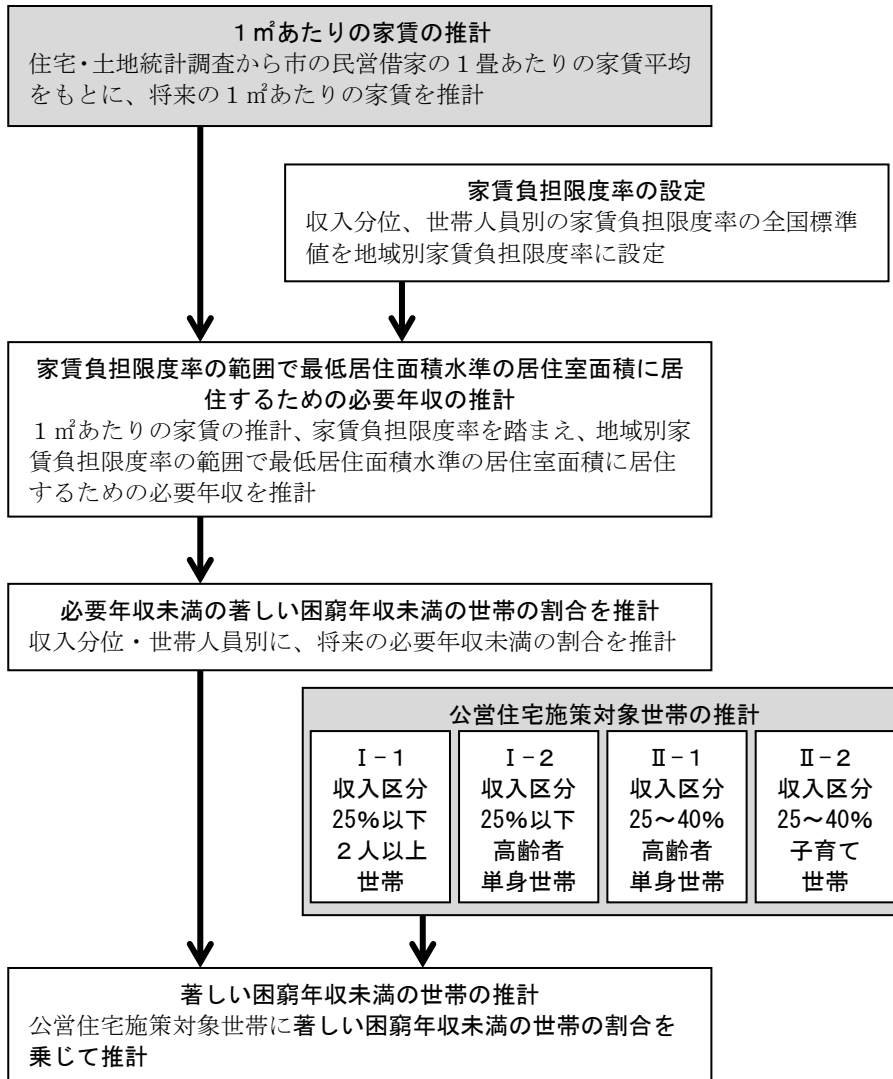 １㎡あたりの家賃の推計
住宅・土地統計調査から市の民営借家の１畳あたりの家賃平均
をもとに、将来の１㎡あたりの家賃を推計
家賃負担限度率の設定
収入分位、世帯人員別の家賃負担限度率の全国標準
値を地域別家賃負担限度率に設定
家賃負担限度率の範囲で最低居住面積水準の居住室面積に居
住するための必要年収の推計
１㎡あたりの家賃の推計、家賃負担限度率を踏まえ、地域別家
賃負担限度率の範囲で最低居住面積水準の居住室面積に居住
するための必要年収を推計
必要年収未満の著しい困窮年収未満の世帯の割合を推計
収入分位・世帯人員別に、将来の必要年収未満の割合を推計
公営住宅施策対象世帯の推計
Ⅰ－１
収入区分
25%以下
２人以上
世帯
Ⅰ－２
収入区分
25%以下
高齢者
単身世帯
Ⅱ－１
収入区分
25～40%
高齢者
単身世帯
Ⅱ－２
収入区分
25～40%
子育て
世帯
著しい困窮年収未満の世帯の推計
公営住宅施策対象世帯に著しい困窮年収未満の世帯の割合を
乗じて推計